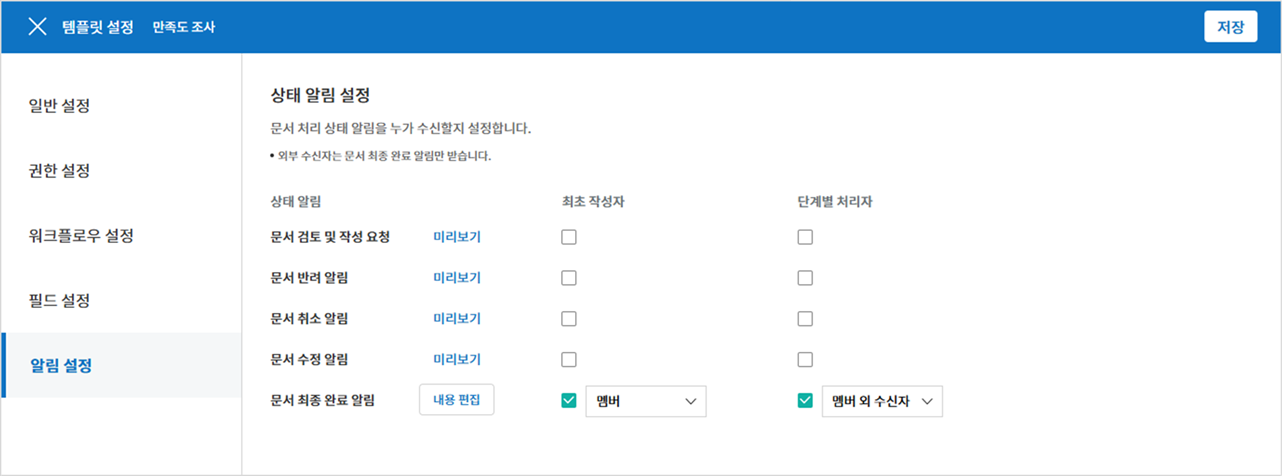 템플릿 설정 만족도 조사 저장
일반 설정
권한 설정
워크플로우 설정
필드 설정
알림 설정
상태 알림 설정
문서 처리 상태 알림을 누가 수신할지 설정합니다.
• 외부 수신자는 문서 최종 완료 알림만 받습니다.
상태 알림 최초 작성자 단계별 처리자
문서 검토 및 작성 요청 미리보기
문서 반려 알림 미리보기
문서 취소 알림 미리보기
문서 수정 알림 미리보기
문서 최종 완료 알림 내용 편집 멤버 멤버 외 수신자